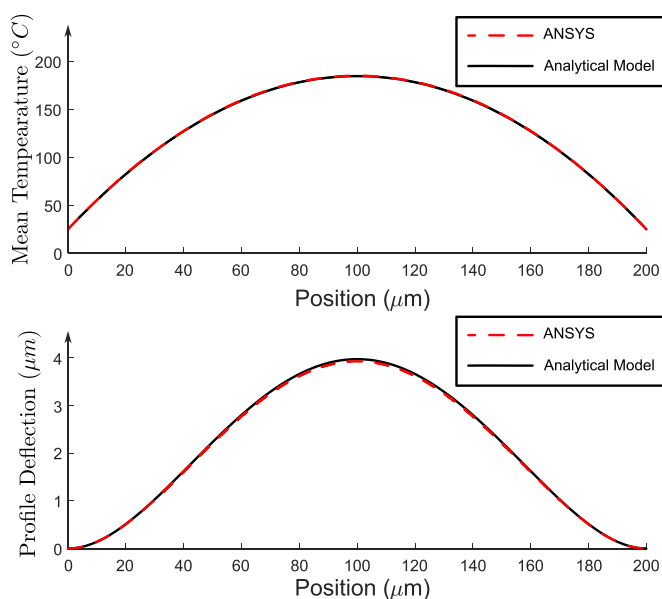 Mean Tempearature (°C)
200
150
100
50
0
0 20 40 60 80 100 120 140 160 180 200
Position (μm)
ANSYS
Analytical Model
Profile Deflection (μm)
4
3
2
1
0
0 20 40 60 80 100 120 140 160 180 200
Position (μm)
ANSYS
Analytical Model